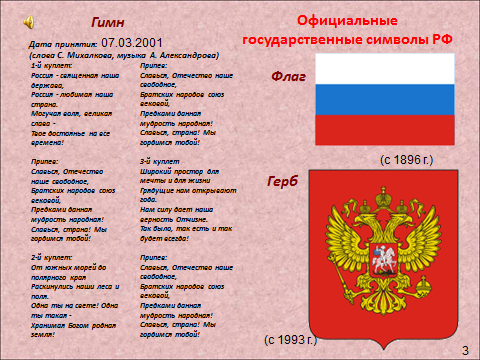 Гимн
Дата принятия: 07.03.2001
(слова С. Михалкова, музыка А. Александрова)
1-й куплет:
Россия - священная наша
держава,
Россия - любимая наша
страна.
Могучая воля, великая
слава -
Твое достоянье на все
времена!
Припев:
Славься, Отечество
наше свободное,
Братских народов союз
вековой,
Предками данная
мудрость народная!
Славься, страна! Мы
гордимся тобой!
2-й куплет:
От южных морей до
полярного края
Раскинулись наши леса и
поля.
Одна ты на свете! Одна
ты такая -
Хранимая Богом родная
земля!
Припев:
Славься, Отечество наше
свободное,
Братских народов союз
вековой,
Предками данная
мудрость народная!
Славься, страна! Мы
гордимся тобой!
3-й куплет
Широкий простор для
мечты и для жизни
Грядущие нам открывают
года.
Нам силу дает наша
верность Отчизне.
Так было, так есть и так
будет всегда!
Припев:
Славься, Отечество наше
свободное,
Братских народов союз
вековой,
Предками данная
мудрость народная!
Славься, страна! Мы
гордимся тобой!
Официальные
государственные символы РФ
Флаг
(с 1896 г.)
Герб
(с 1993 г.)
3